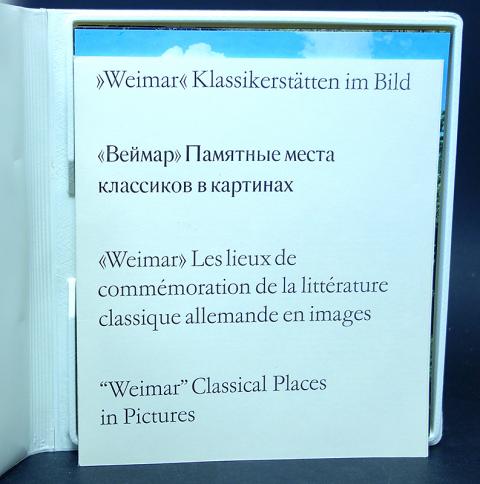 »Weimar« Klassikerstätten im Bild
«Веймар» Памятные места
классиков в картинах
«Weimar» Les lieux de
commémoration de la littérature
classique allemande en images
“Weimar” Classical Places
in Pictures